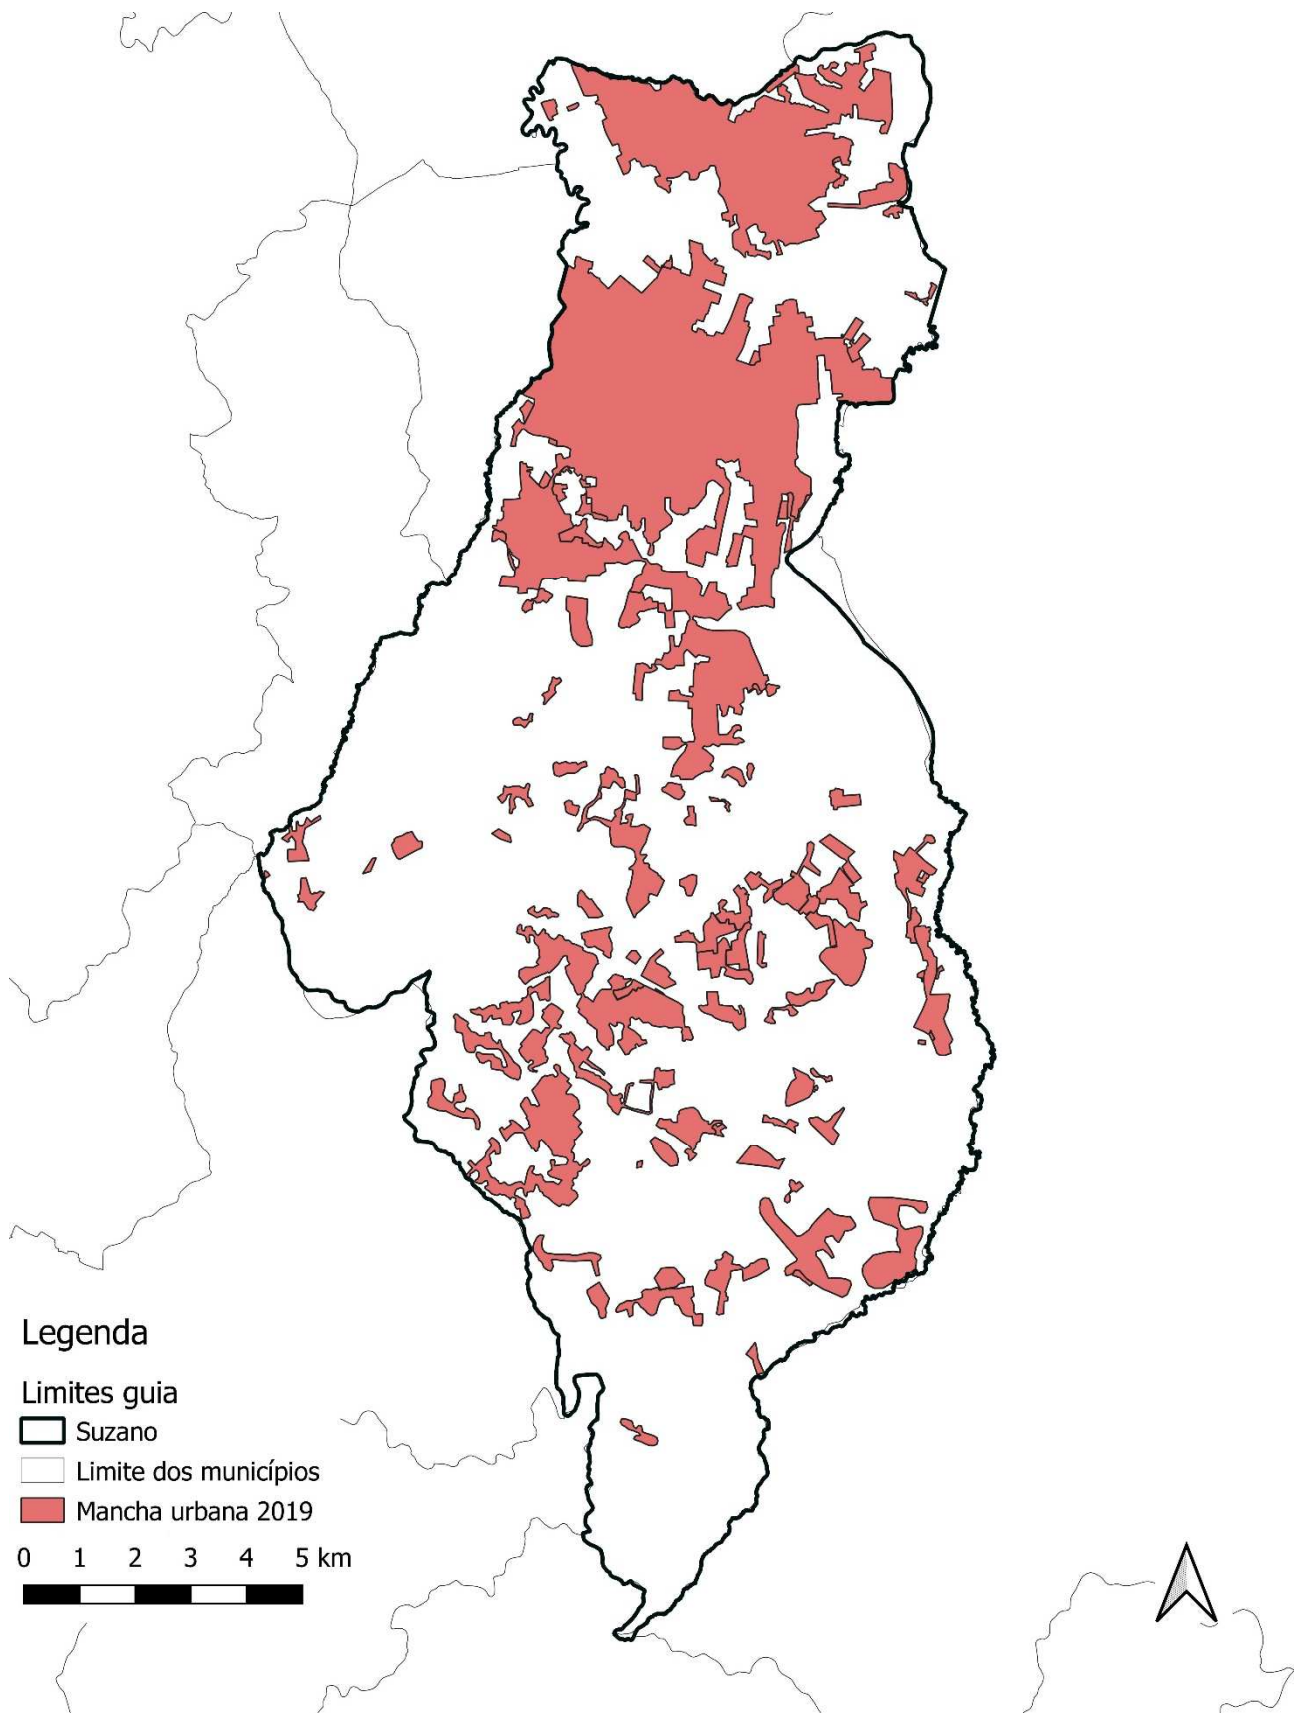 Legenda
Limites guia
Suzano
Limite dos municípios
Mancha urbana 2019
0 1 2 3 4 5 km